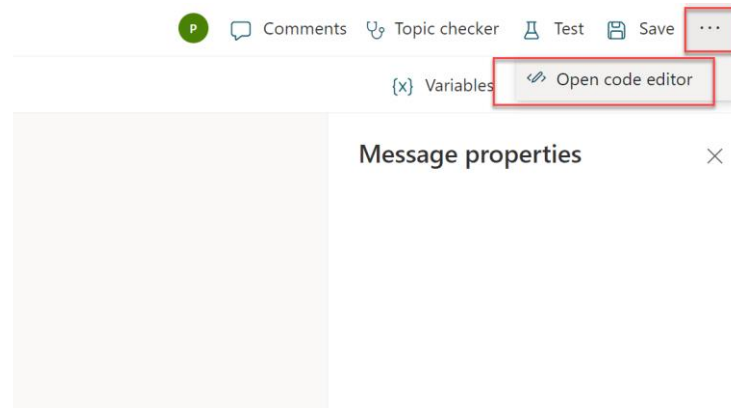 P Comments Topic checker Test Save ...
{x} Variables Open code editor
Message properties